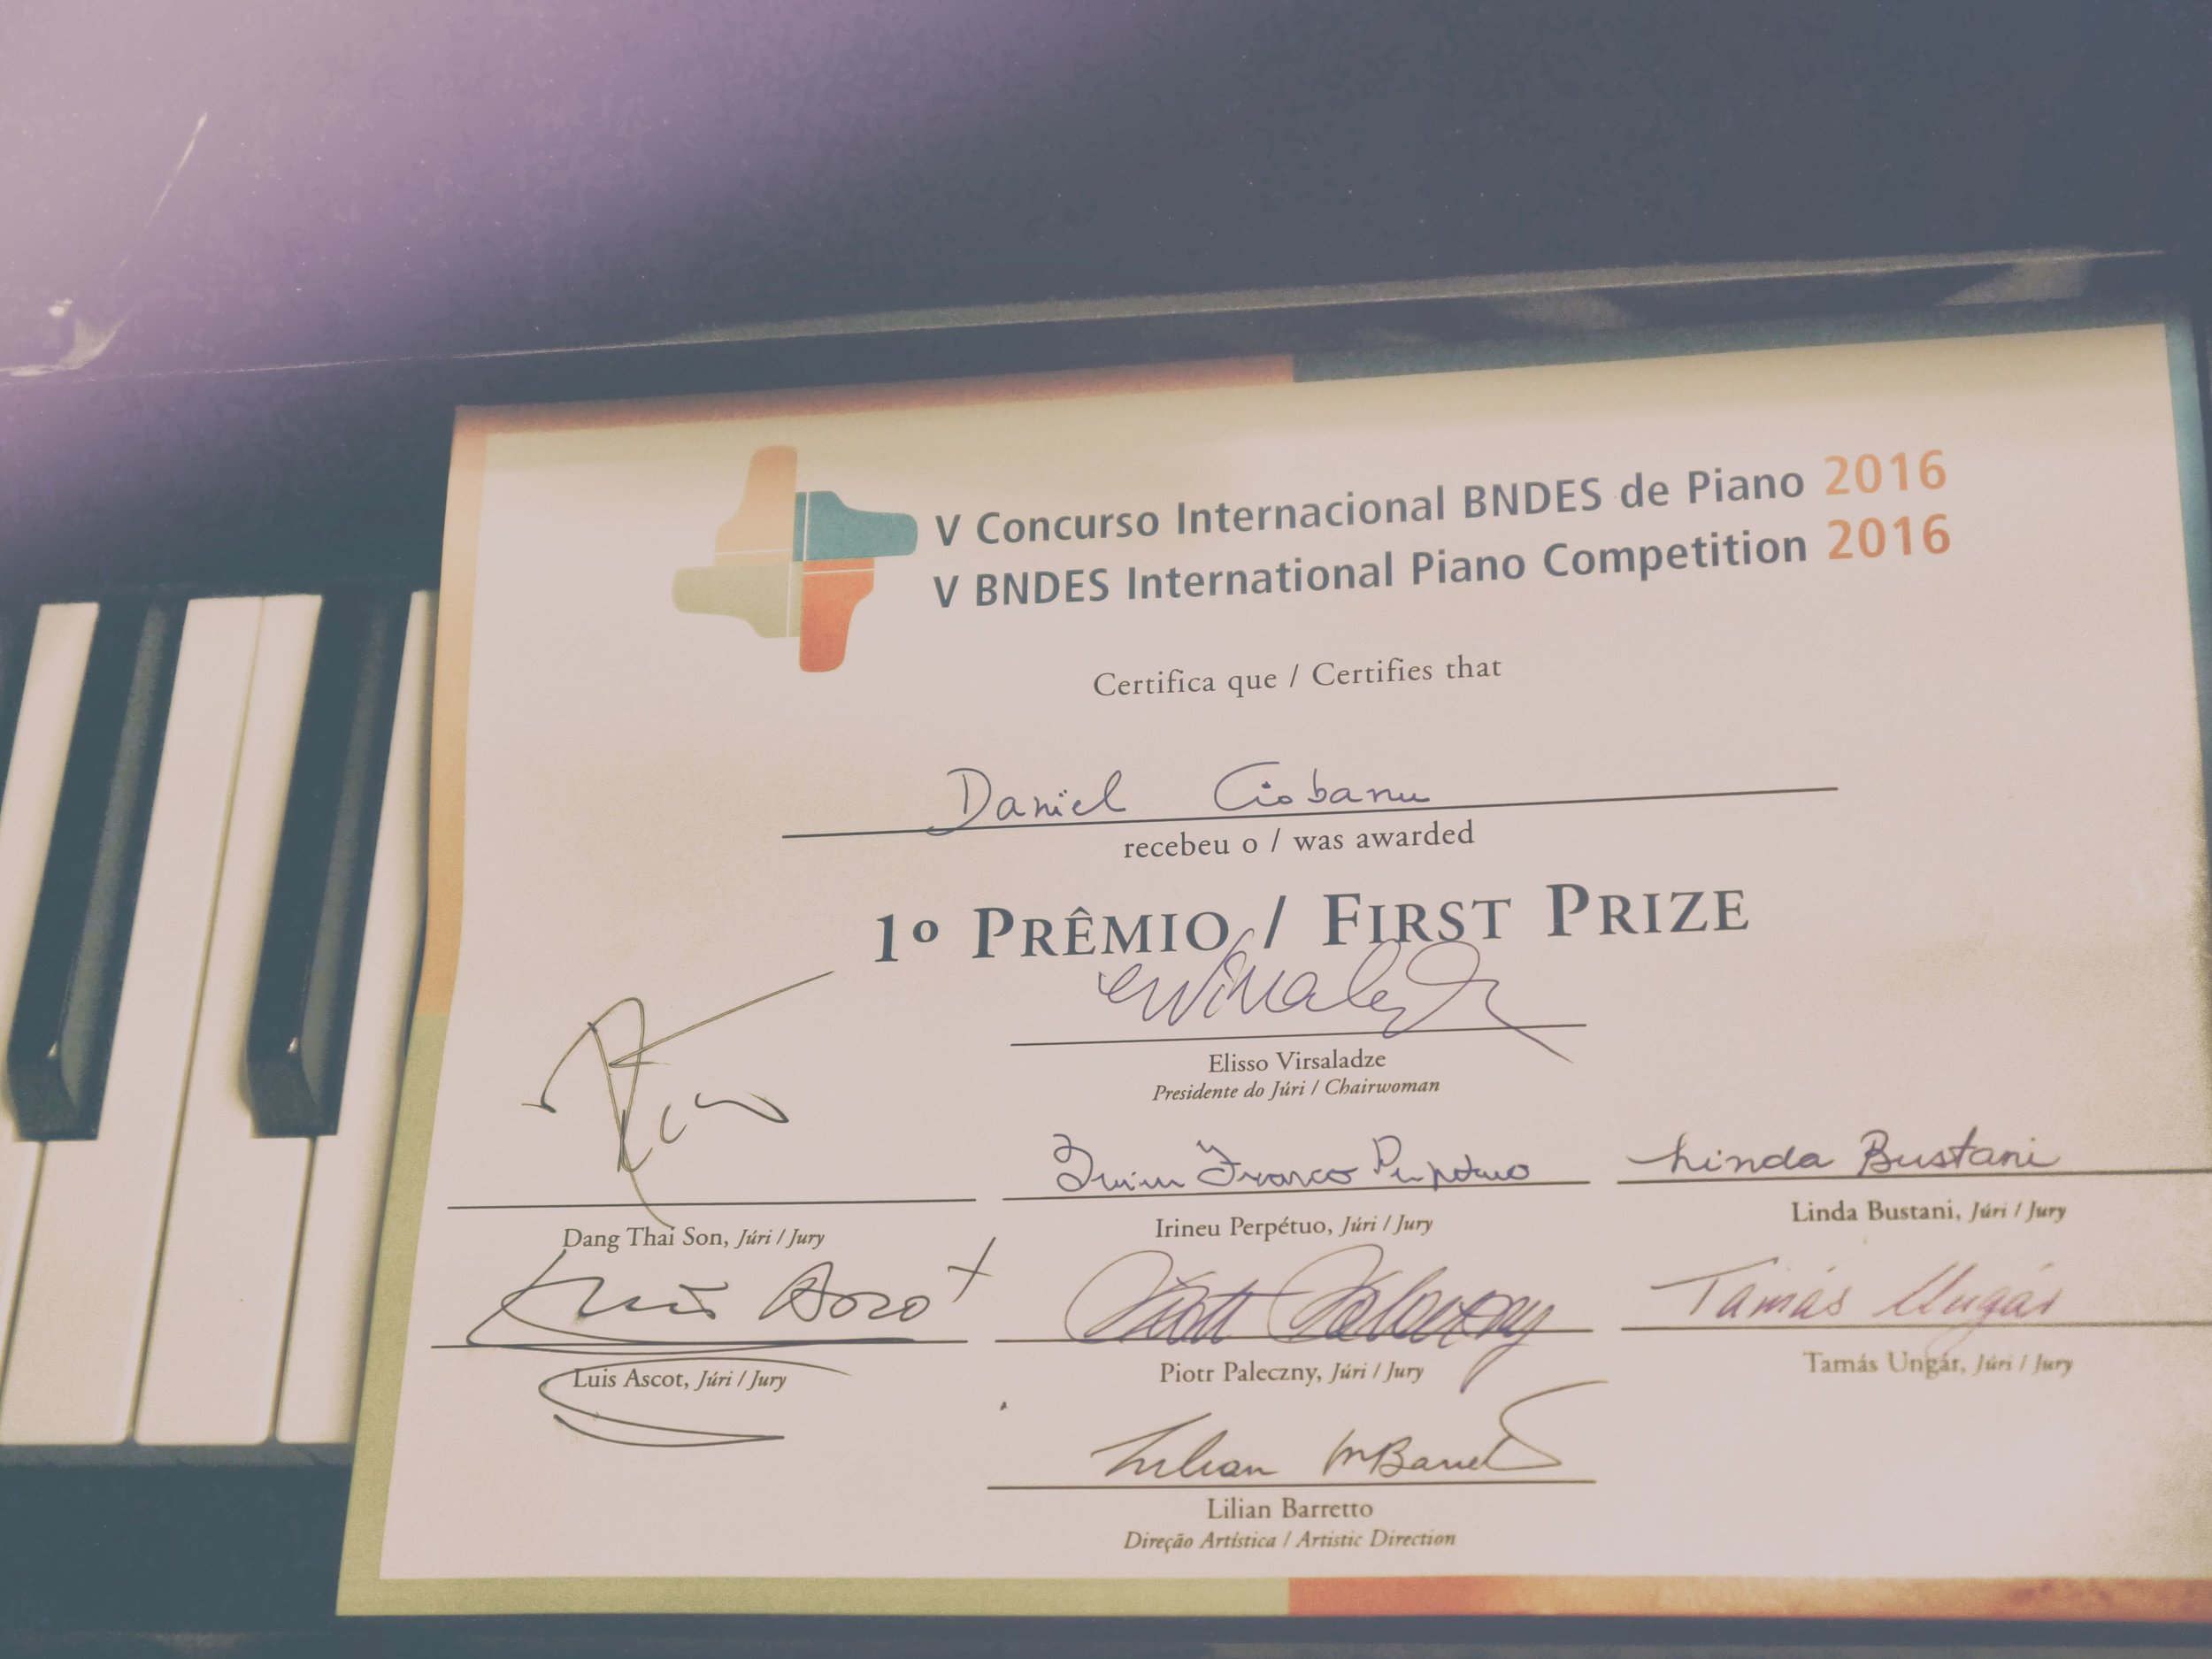 V Concurso Internacional BNDES de Piano 2016
V BNDES International Piano Competition 2016
Certifica que / Certifies that
Daniel Ciobanu
recebeu o / was awarded
1º PRÊMIO / FIRST PRIZE
Elisso Virsaladze
Presidente do Júri / Chairwoman
Linda Bustani
Dang Thai Son, Júri / Jury
Irineu Perpétuo, Júri / Jury
Linda Bustani, Júri / Jury
Tamás Ungár
Luis Ascot, Júri / Jury
Piotr Paleczny, Júri / Jury
Tamás Ungár, Júri / Jury
Lilian Barretto
Direção Artística / Artistic Direction